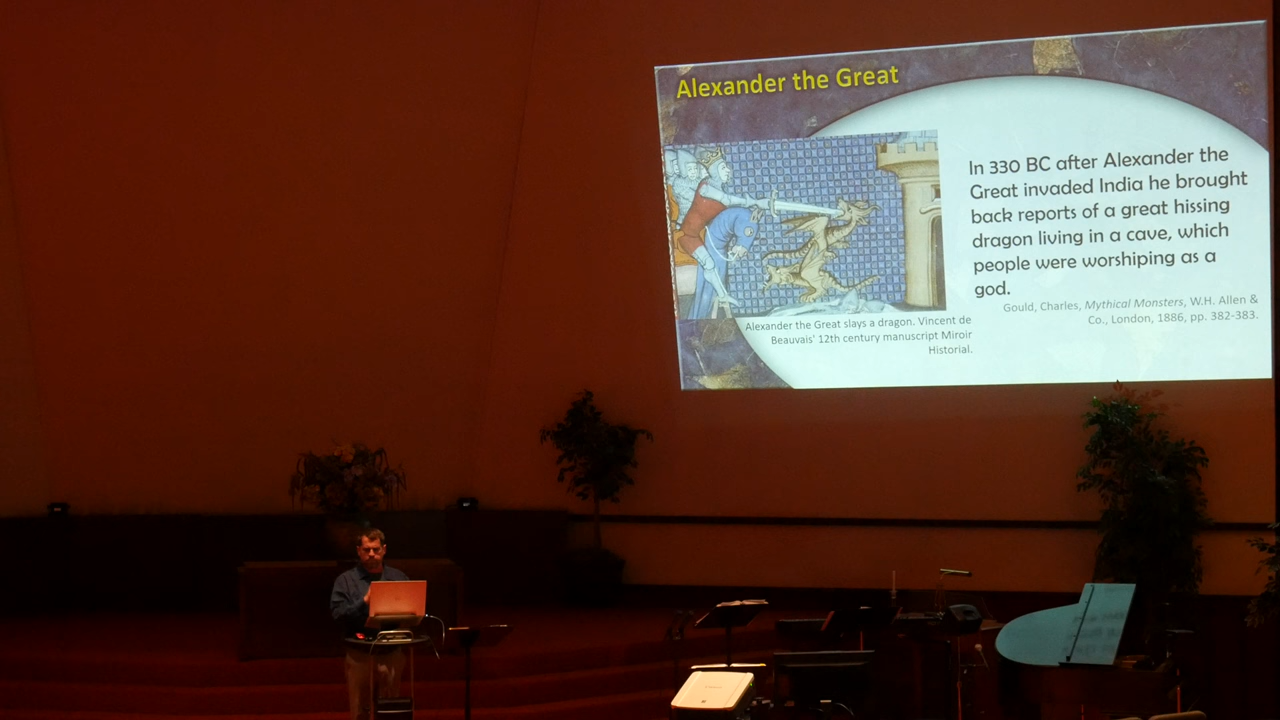 Alexander the Great
In 330 BC after Alexander the
Great invaded India he brought
back reports of a great hissing
dragon living in a cave, which
people were worshiping as a
god.
Gould, Charles, Mythical Monsters, W.H. Allen &
Co., London, 1886, pp. 382-383.
Alexander the Great slays a dragon. Vincent de
Beauvais' 12th century manuscript Miroir
Historial.